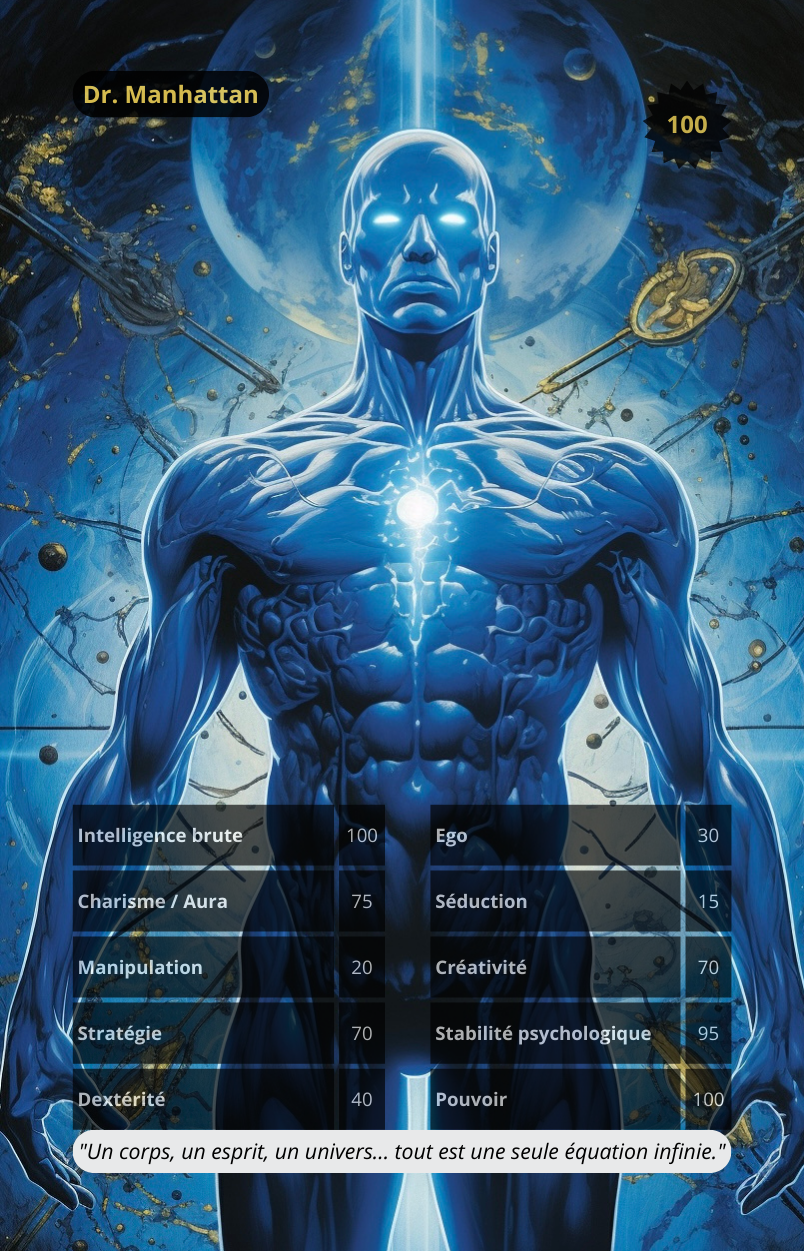 Dr. Manhattan
100
Intelligence brute 100
Ego 30
Charisme / Aura 75
Séduction 15
Manipulation 20
Créativité 70
Stratégie 70
Stabilité psychologique 95
Dextérité 40
Pouvoir 100
"Un corps, un esprit, un univers... tout est une seule équation infinie."